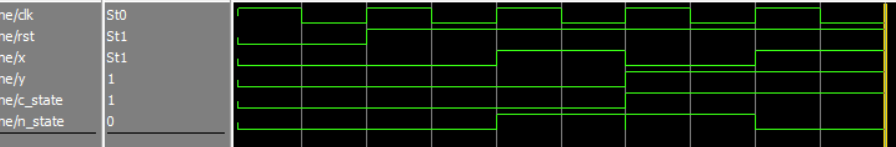 ne/clk St0
ne/rst St1
ne/x St1
ne/y 1
ne/c_state 1
ne/n_state 0